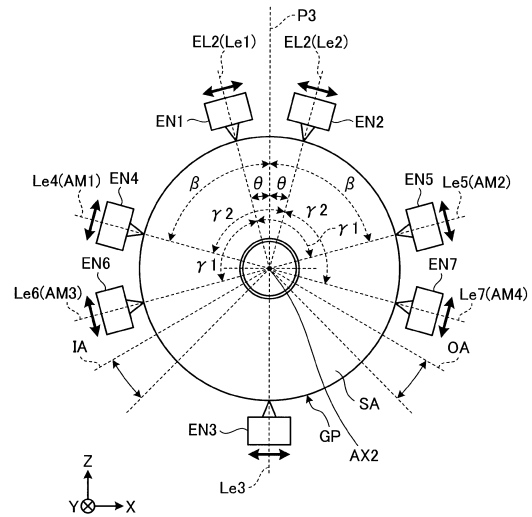 P3
EL2(Le1)
EL2(Le2)
EN1
EN2
EN4
EN5
β
θ
θ
β
Le4(AM1)
Le5(AM2)
γ2
γ2
γ1
γ1
EN6
EN7
Le6(AM3)
Le7(AM4)
IA
OA
SA
EN3
GP
AX2
Le3
Z
Y
X